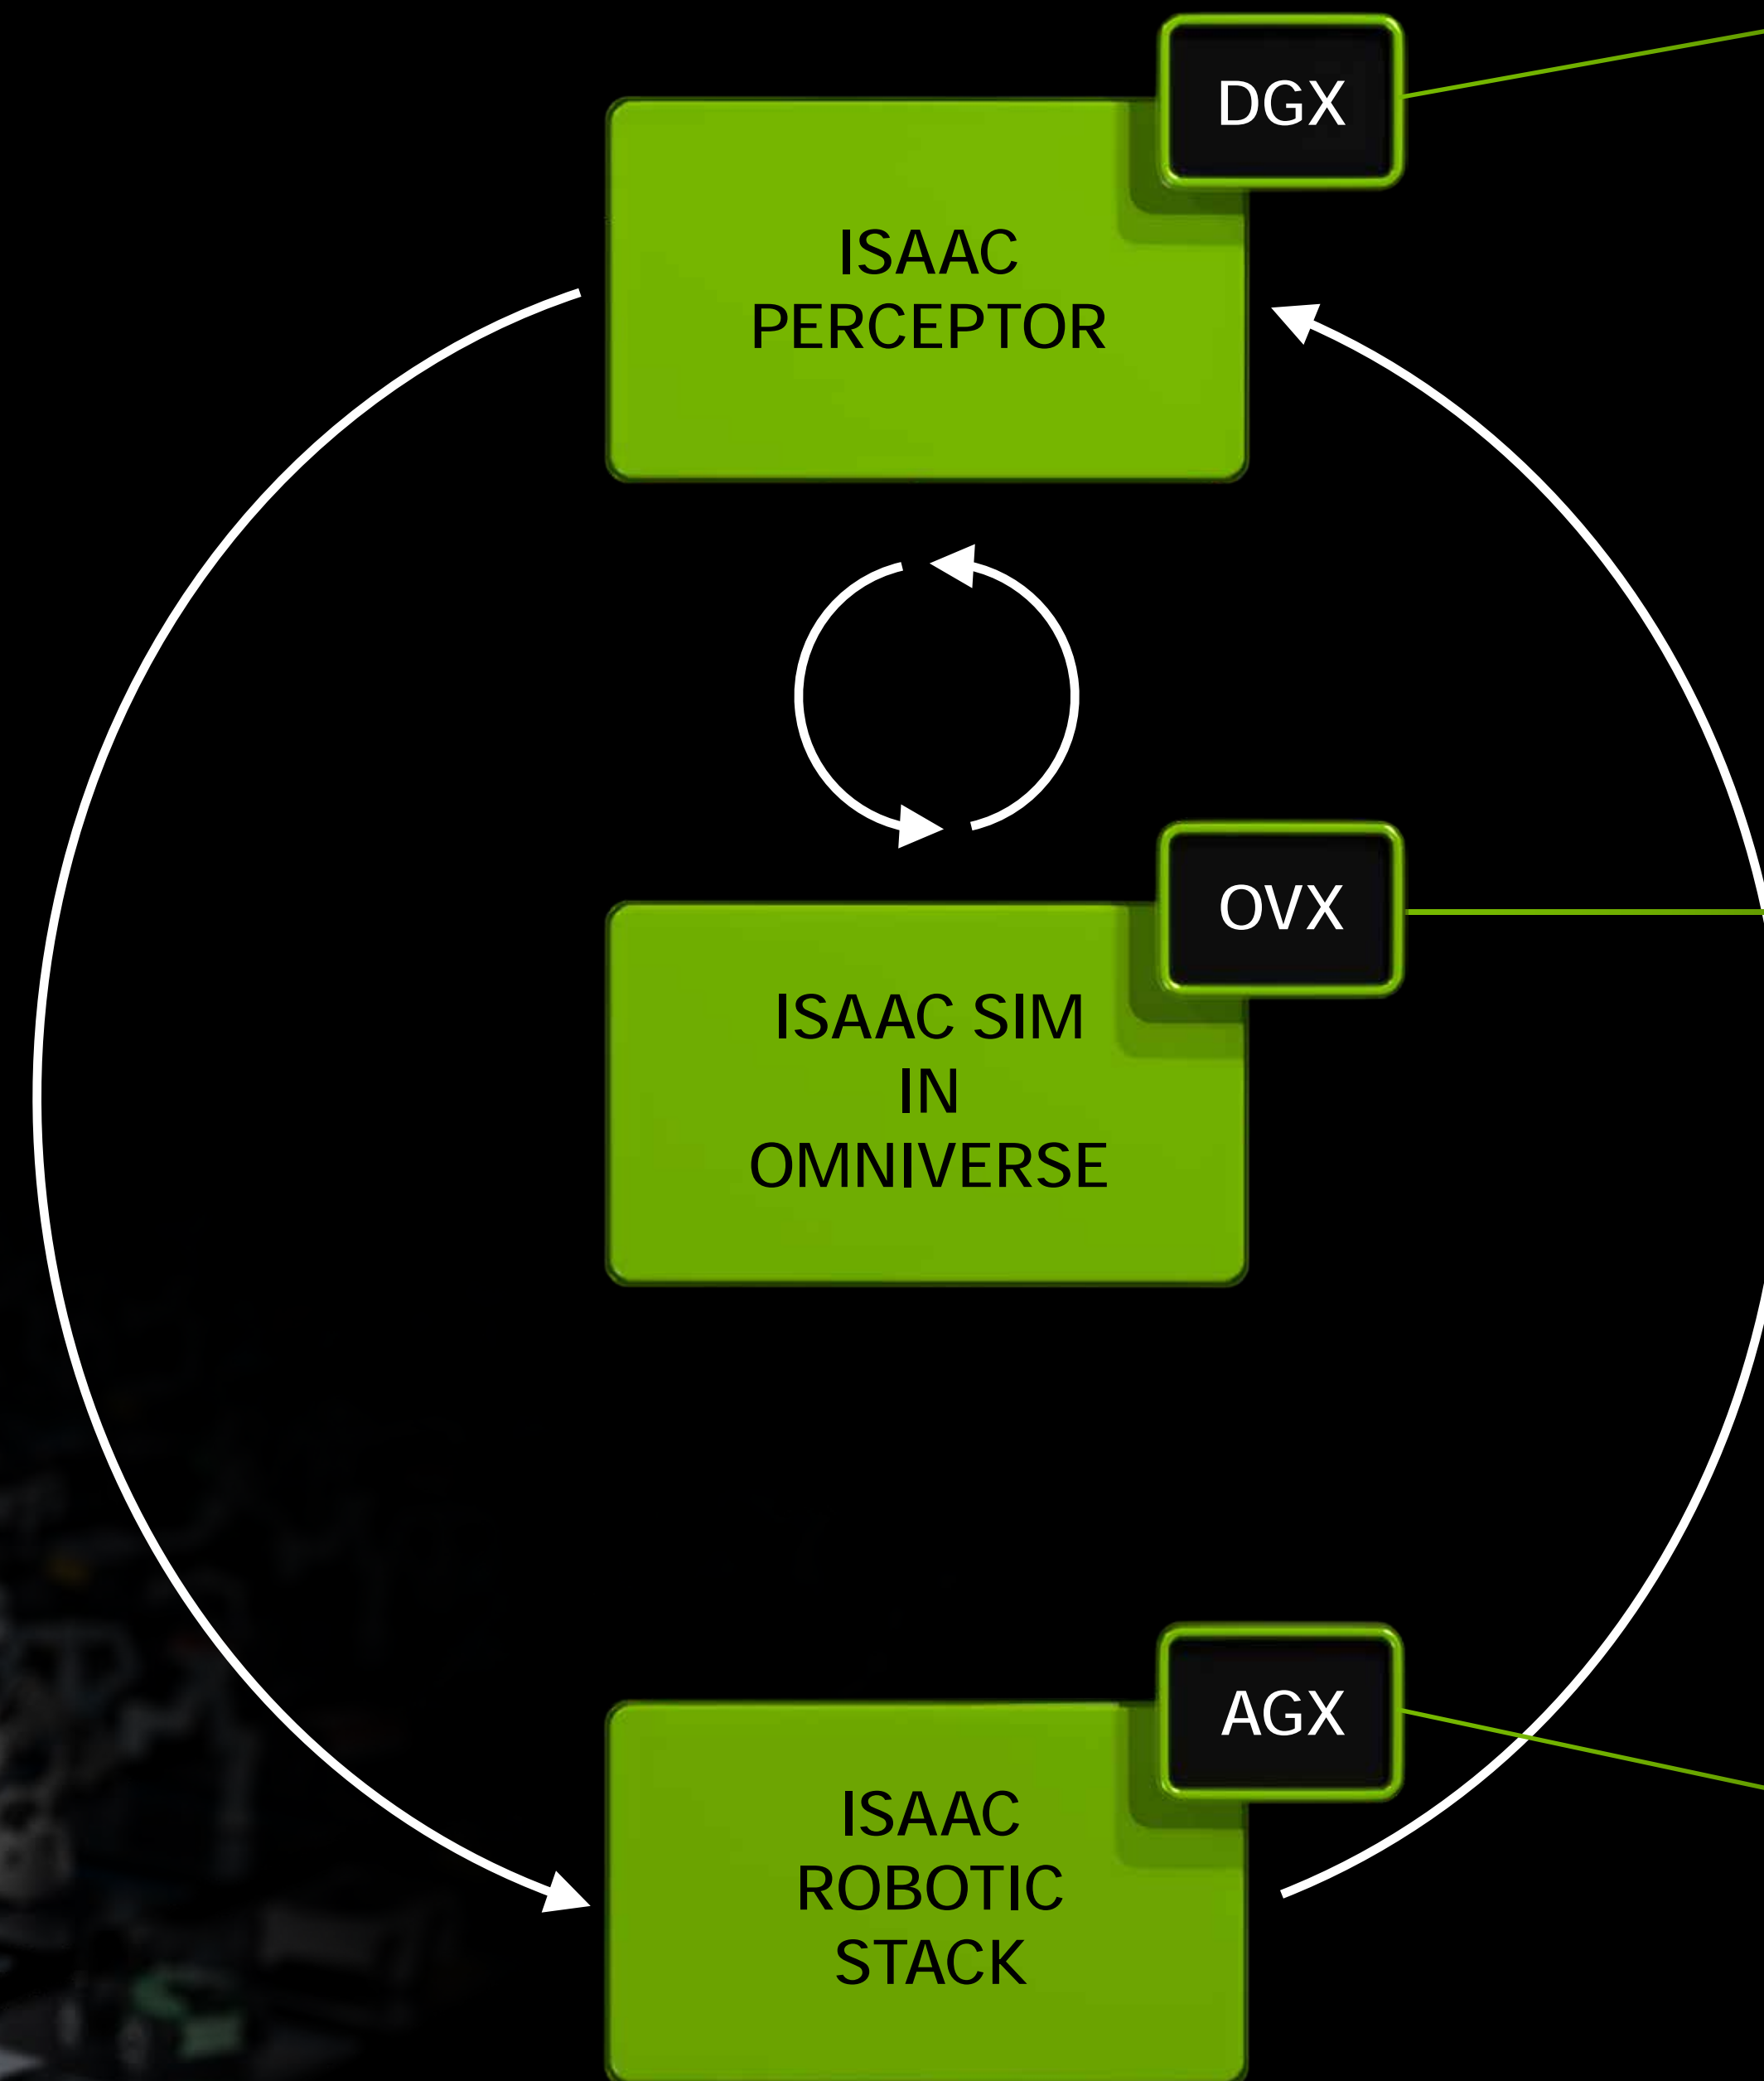 DGX
ISAAC
PERCEPTOR
OVX
ISAAC SIM
IN
OMNIVERSE
AGX
ISAAC
ROBOTIC
STACK